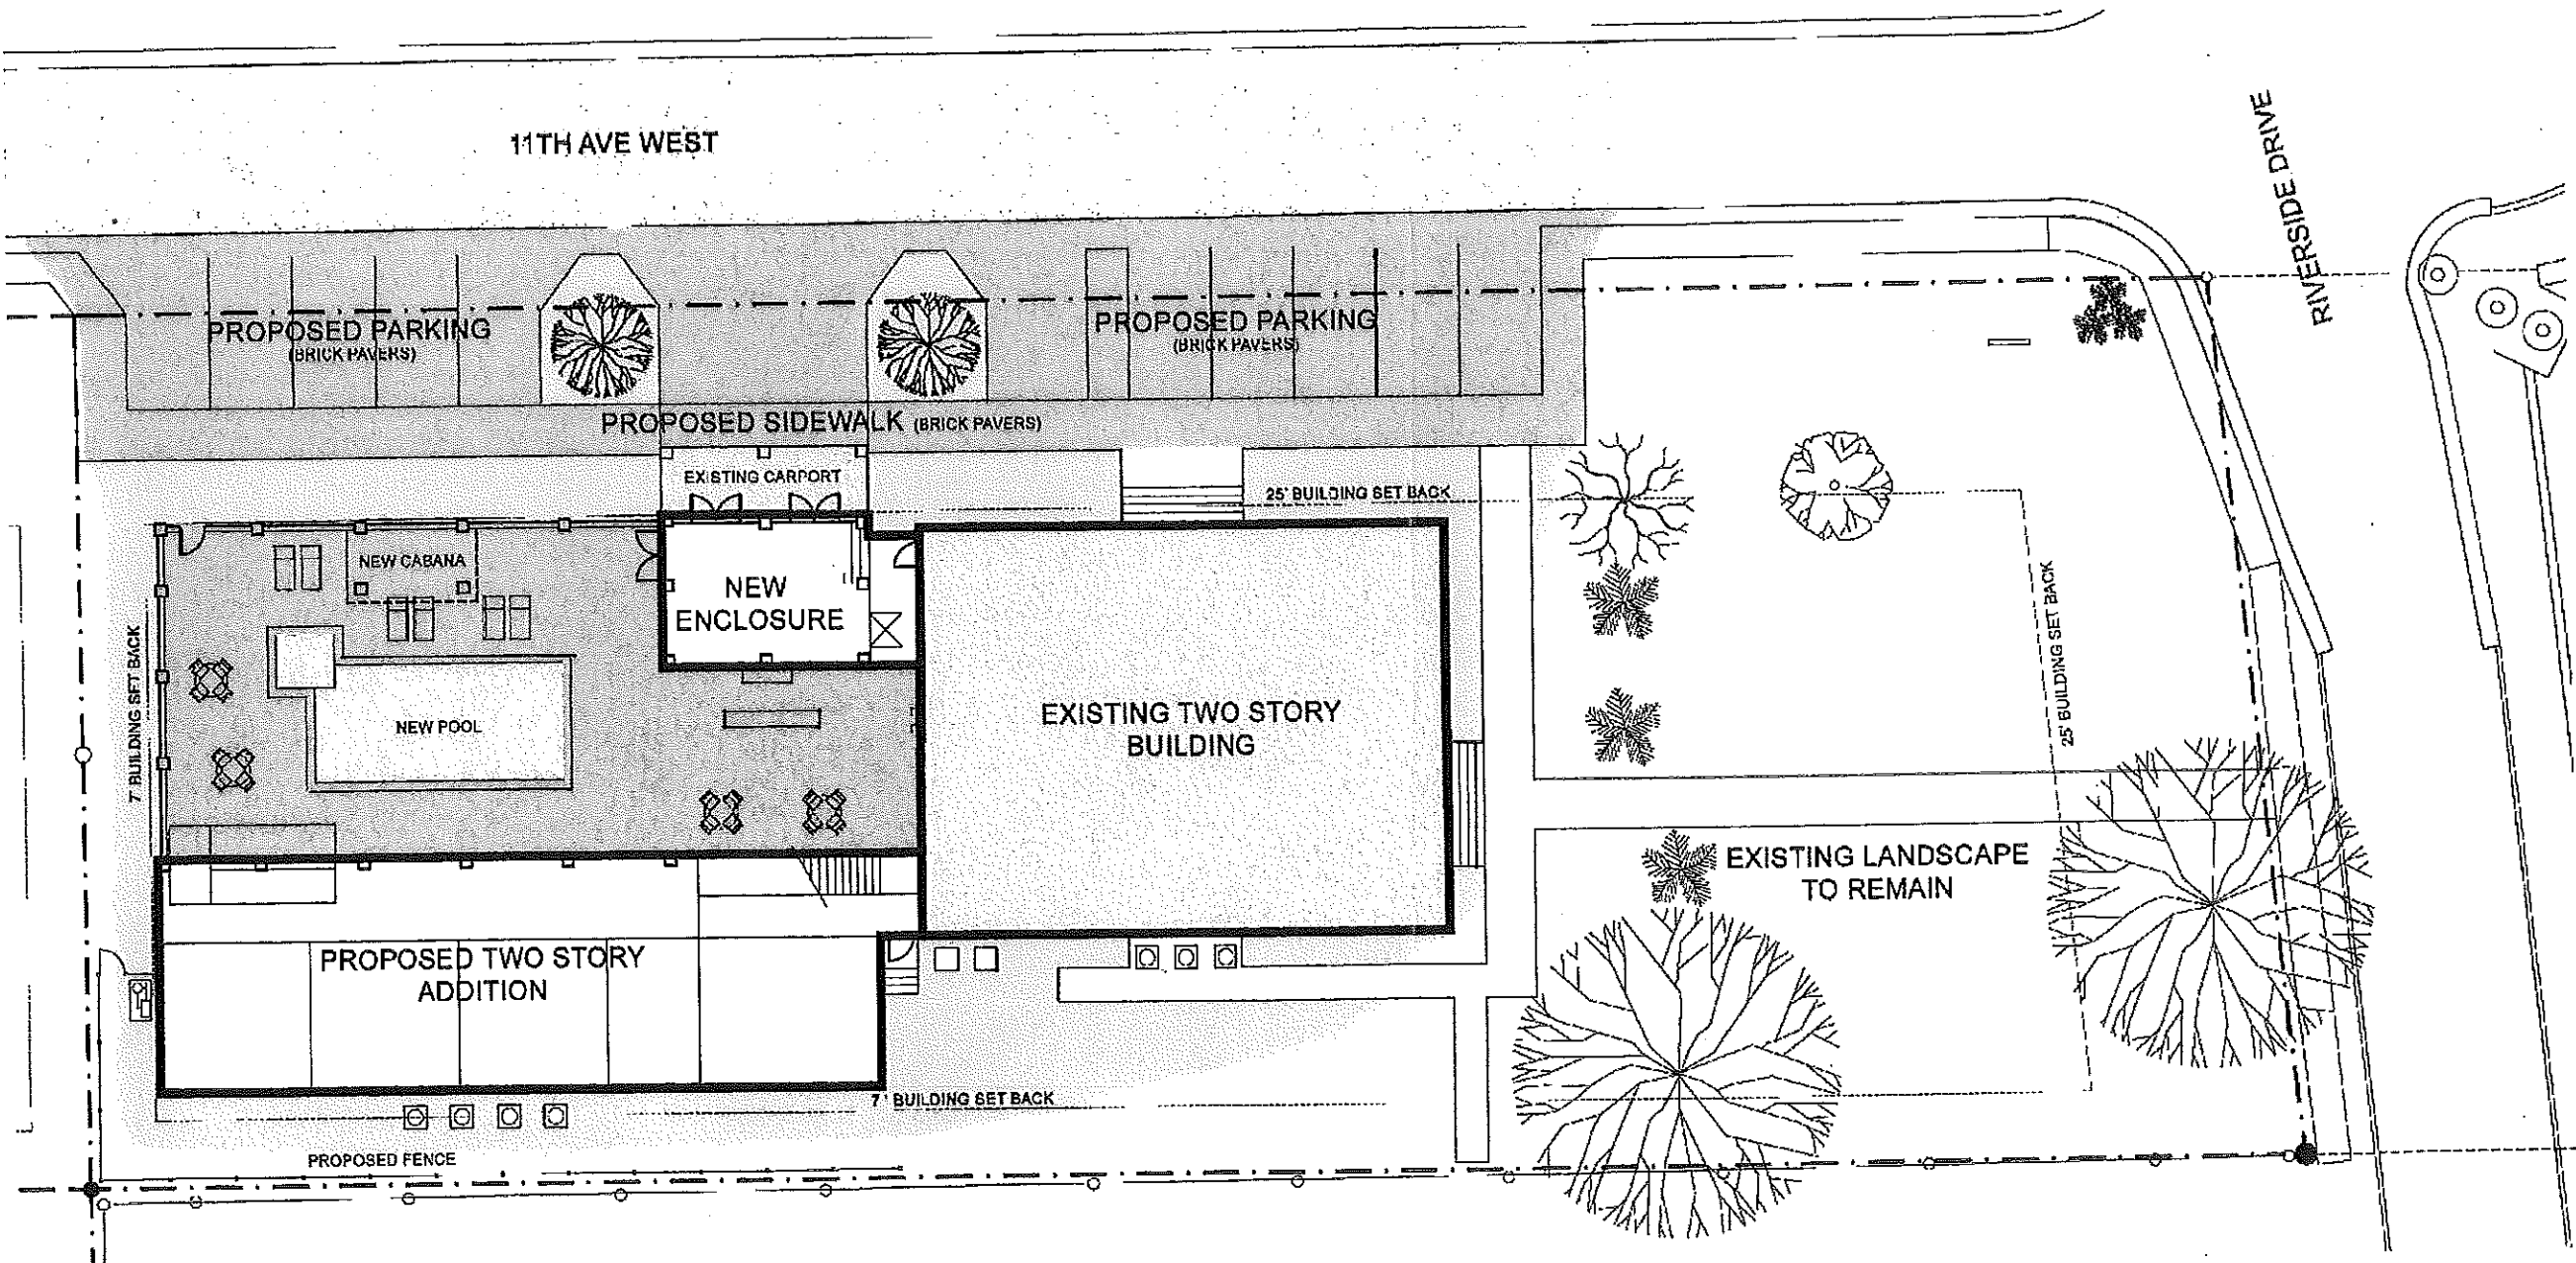 11TH AVE WEST
RIVERSIDE DRIVE
PROPOSED PARKING
(BRICK PAVERS)
PROPOSED PARKING
(BRICK PAVERS)
PROPOSED SIDEWALK (BRICK PAVERS)
EXISTING CARPORT
25' BUILDING SET BACK
NEW CABANA
NEW
ENCLOSURE
25' BUILDING SET BACK
7' BUILDING SET BACK
NEW POOL
EXISTING TWO STORY
BUILDING
EXISTING LANDSCAPE
TO REMAIN
PROPOSED TWO STORY
ADDITION
7' BUILDING SET BACK
PROPOSED FENCE